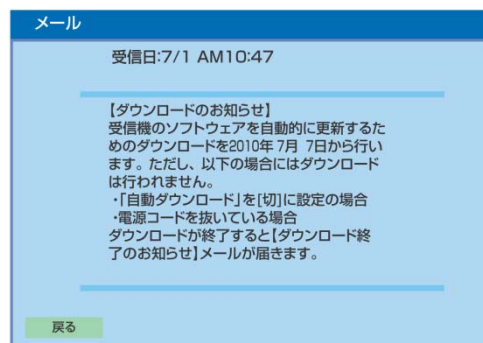 メール
受信日:7/1 AM10:47
【ダウンロードのお知らせ】
受信機のソフトウェアを自動的に更新するた
めのダウンロードを2010年 7月 7日から行い
ます。ただし、以下の場合にはダウンロード
は行われません。
・「自動ダウンロード」を[切]に設定の場合
・電源コードを抜いている場合
ダウンロードが終了すると【ダウンロード終
了のお知らせ】メールが届きます。
戻る